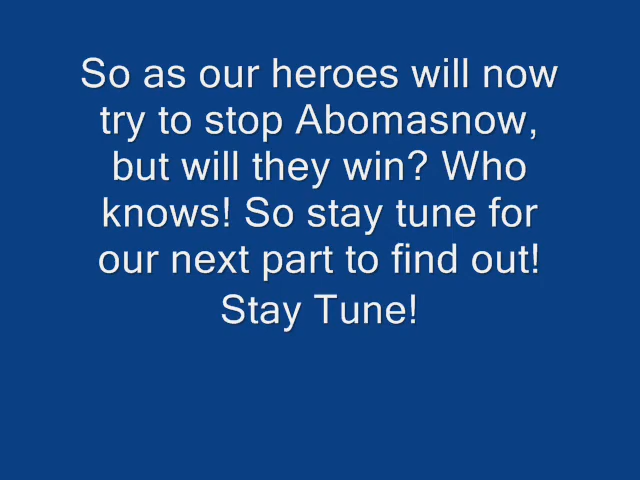 So as our heroes will now
try to stop Abomasnow,
but will they win? Who
knows! So stay tune for
our next part to find out!
Stay Tune!